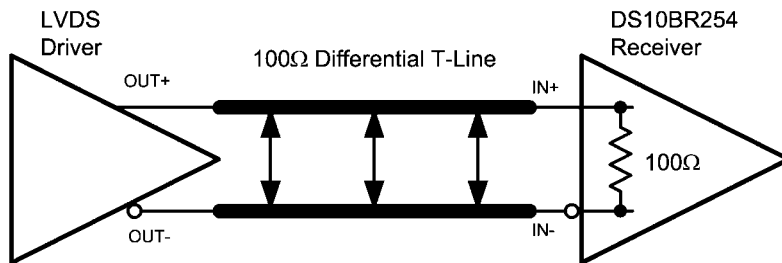 LVDS
Driver
DS10BR254
Receiver
100Ω Differential T-Line
OUT+
IN+
100Ω
OUT-
IN-